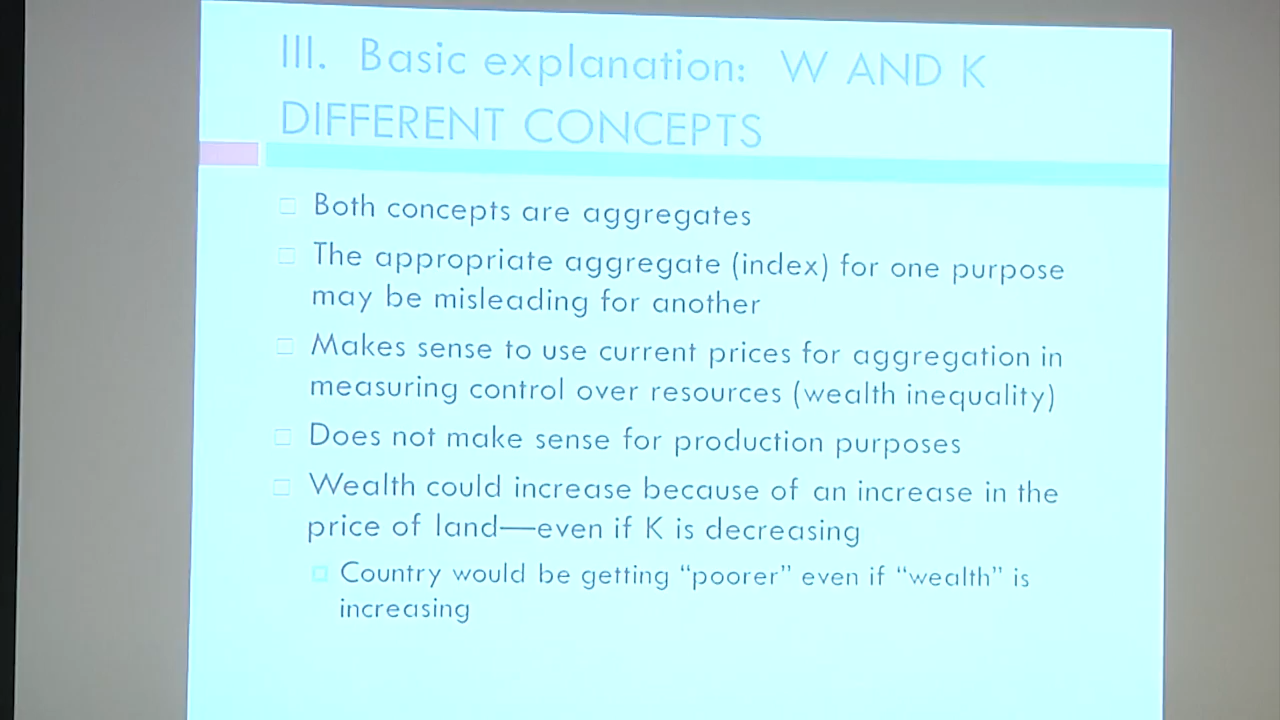 III. Basic explanation: W AND K
DIFFERENT CONCEPTS
Both concepts are aggregates
The appropriate aggregate (index) for one purpose
may be misleading for another
Makes sense to use current prices for aggregation in
measuring control over resources (wealth inequality)
Does not make sense for production purposes
Wealth could increase because of an increase in the
price of land—even if K is decreasing
Country would be getting “poorer” even if “wealth” is
increasing